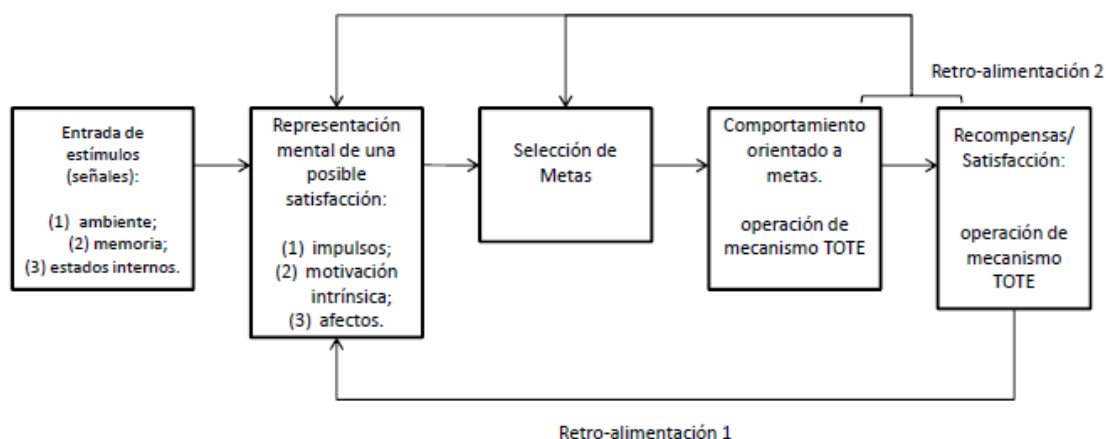 Retro-alimentación 2
Entrada de
estímulos
(señales):
(1) ambiente;
(2) memoria;
(3) estados internos.
Representación
mental de una
posible
satisfacción:
(1) impulsos;
(2) motivación
intrínsica;
(3) afectos.
Selección de
Metas
Comportamiento
orientado a
metas.
operación de
mecanismo TOTE
Recompensas/
Satisfacción:
operación de
mecanismo
TOTE
Retro-alimentación 1